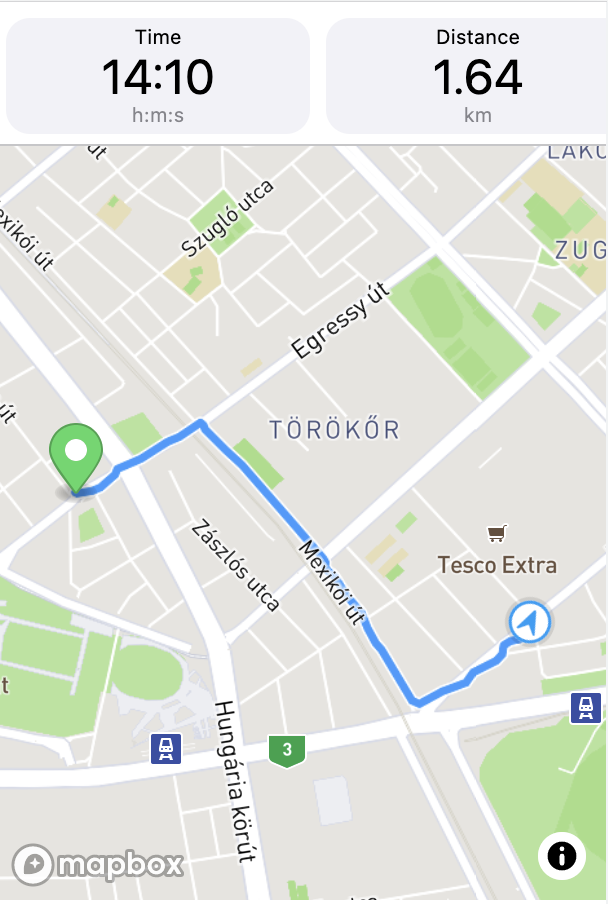 Time
14:10
h:m:s
Distance
1.64
km
út
Szugló utca
Egressy út
TÖRÖKŐR
Zászlós utca
Mexikói út
Tesco Extra
út
Hungária körút
3
mapbox